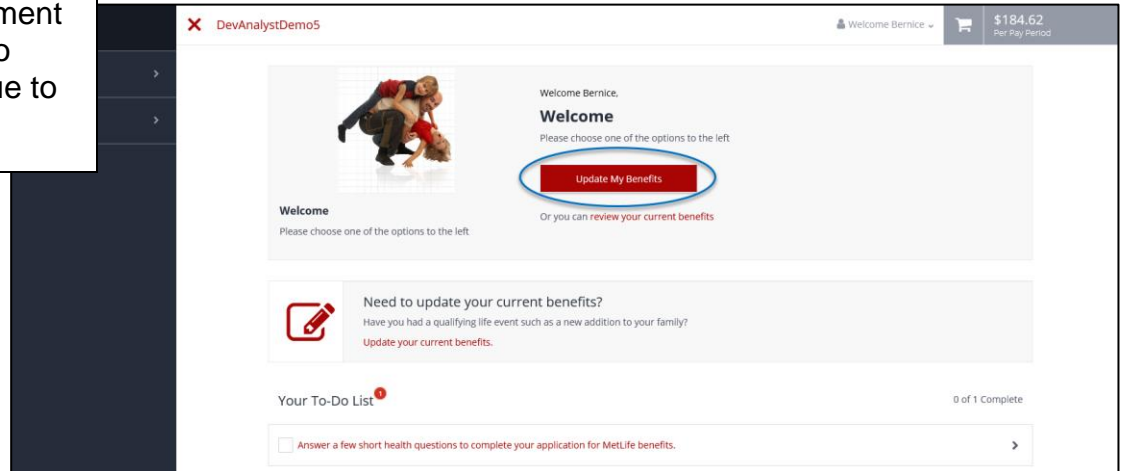 DevAnalystDemo5
Welcome Bernice
$184.62
Per Pay Period
Welcome Bernice,
Welcome
Please choose one of the options to the left
Update My Benefits
Or you can review your current benefits
Welcome
Please choose one of the options to the left
Need to update your current benefits?
Have you had a qualifying life event such as a new addition to your family?
Update your current benefits.
Your To-Do List 1
0 of 1 Complete
Answer a few short health questions to complete your application for MetLife benefits.